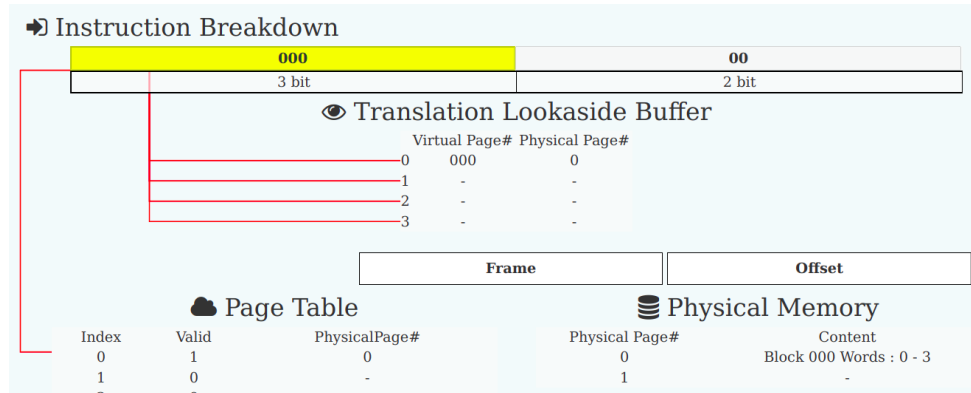 Instruction Breakdown
000 00
3 bit 2 bit
Translation Lookaside Buffer
Virtual Page# Physical Page#
0 000 0
1 - -
2 - -
3 - -
Frame Offset
Page Table
Index Valid PhysicalPage#
0 1 0
1 0 -
Physical Memory
Physical Page# Content
0 Block 000 Words : 0 - 3
1 -